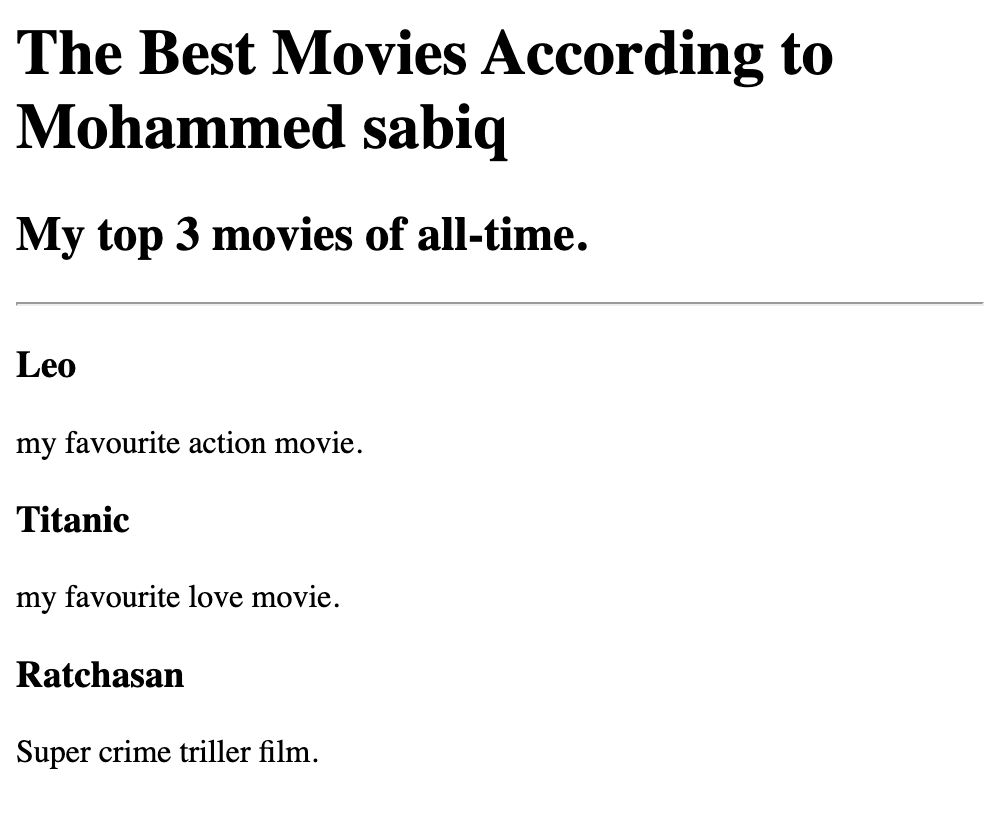 The Best Movies According to
Mohammed sabiq
My top 3 movies of all-time.
Leo
my favourite action movie.
Titanic
my favourite love movie.
Ratchasan
Super crime triller film.